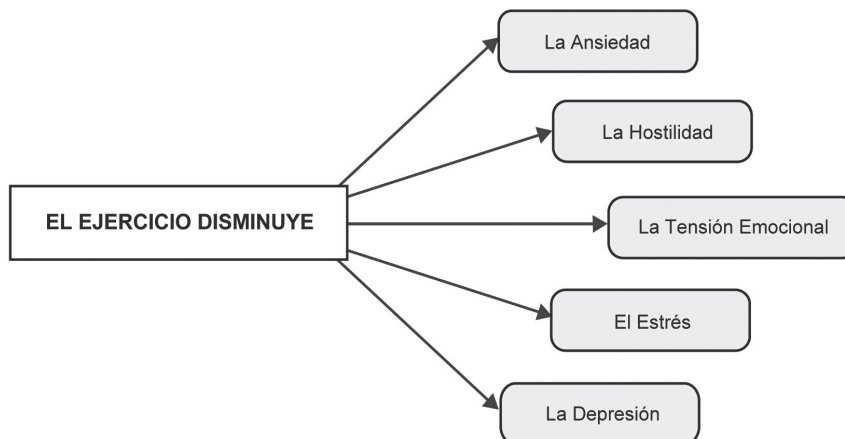 La Ansiedad
La Hostilidad
EL EJERCICIO DISMINUYE
La Tensión Emocional
El Estrés
La Depresión